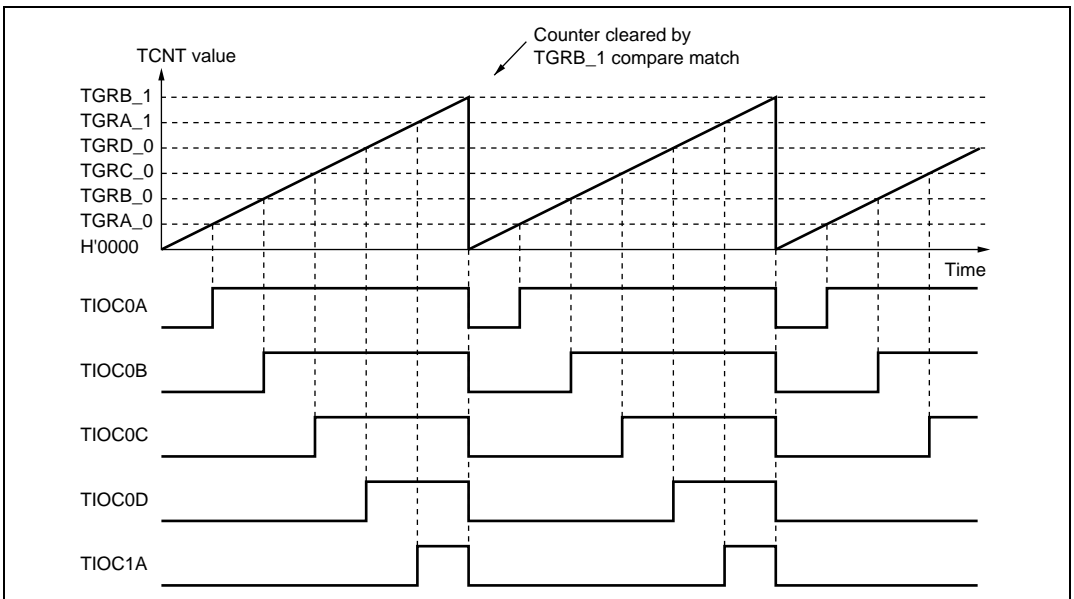 Counter cleared by
TGRB_1 compare match
TCNT value
TGRB_1
TGRA_1
TGRD_0
TGRC_0
TGRB_0
TGRA_0
H'0000
Time
TIOC0A
TIOC0B
TIOC0C
TIOC0D
TIOC1A